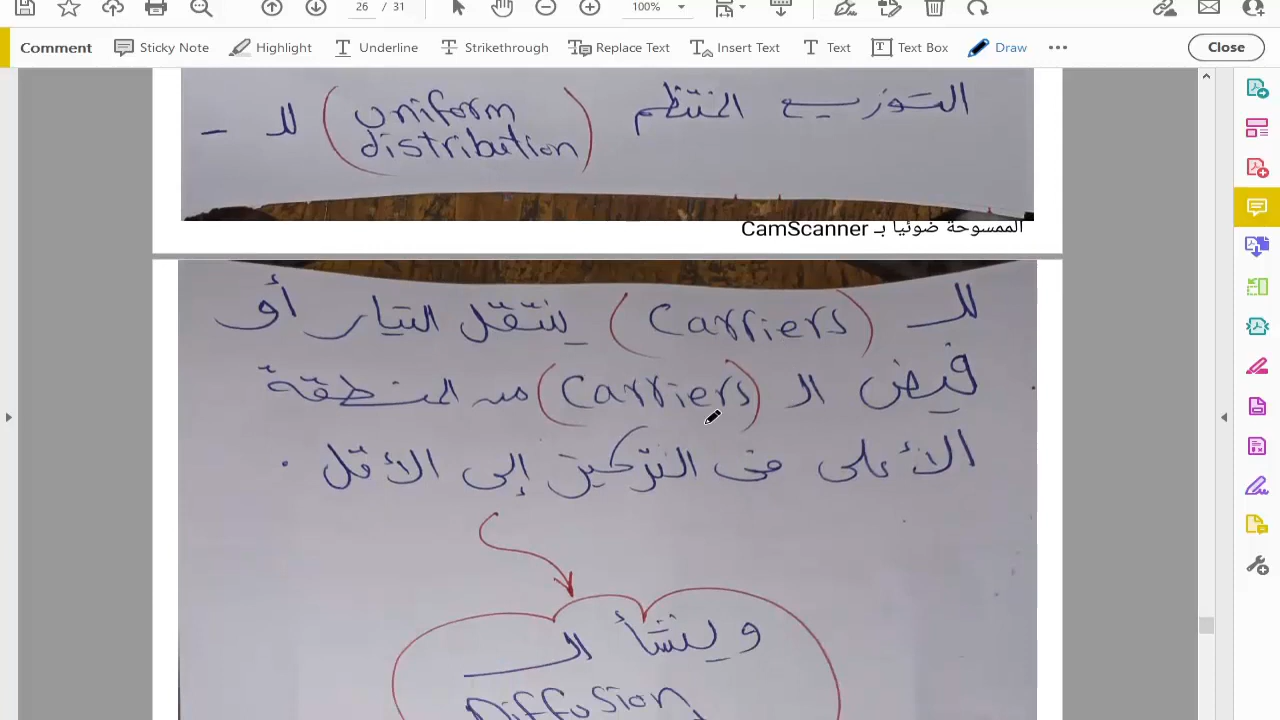 26 / 31
100%
Comment
Sticky Note
Highlight
Underline
Strikethrough
Replace Text
Insert Text
Text
Text Box
Draw
Close
التوزيع المنتظم (uniform distribution) للـ -
الممسوحة ضوئيا بـ CamScanner
للـ (Carriers) ينتقل التيار أو
فيض الـ (Carriers) من المنطقة
الأعلى في التركيز إلى الأقل .
وينشأ الـ
Diffusion